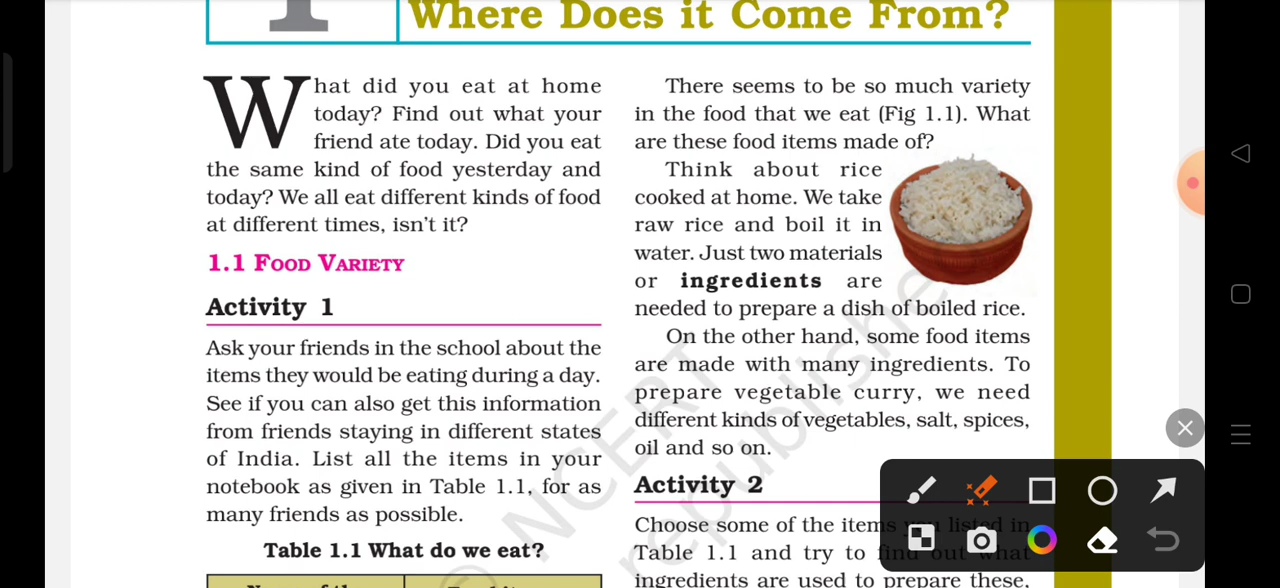 1
Where Does it Come From?
What did you eat at home
today? Find out what your
friend ate today. Did you eat
the same kind of food yesterday and
today? We all eat different kinds of food
at different times, isn't it?
1.1 FOOD VARIETY
Activity 1
Ask your friends in the school about the
items they would be eating during a day.
See if you can also get this information
from friends staying in different states
of India. List all the items in your
notebook as given in Table 1.1, for as
many friends as possible.
Table 1.1 What do we eat?
There seems to be so much variety
in the food that we eat (Fig 1.1). What
are these food items made of?
Think about rice
cooked at home. We take
raw rice and boil it in
water. Just two materials
or ingredients are
needed to prepare a dish of boiled rice.
On the other hand, some food items
are made with many ingredients. To
prepare vegetable curry, we need
different kinds of vegetables, salt, spices,
oil and so on.
Activity 2
Choose some of the items you listed in
Table 1.1 and try to find out what
ingredients are used to prepare these,
© NCERT
republishe